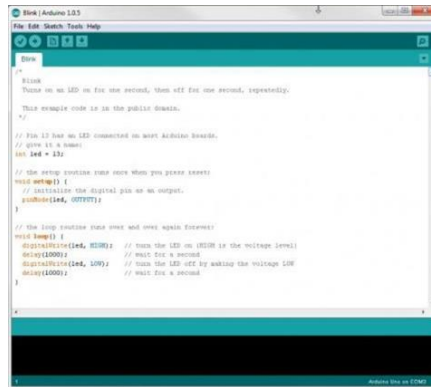 Blink | Arduino 1.0.5
File Edit Sketch Tools Help
Blink
/*
Blink
Turns on an LED on for one second, then off for one second, repeatedly.
This example code is in the public domain.
*/
// Pin 13 has an LED connected on most Arduino boards.
// give it a name:
int led = 13;
// the setup routine runs once when you press reset:
void setup() {
// initialize the digital pin as an output.
pinMode(led, OUTPUT);
}
// the loop routine runs over and over again forever:
void loop() {
digitalWrite(led, HIGH); // turn the LED on (HIGH is the voltage level)
delay(1000); // wait for a second
digitalWrite(led, LOW); // turn the LED off by making the voltage LOW
delay(1000); // wait for a second
}
1
Arduino Uno on COM3